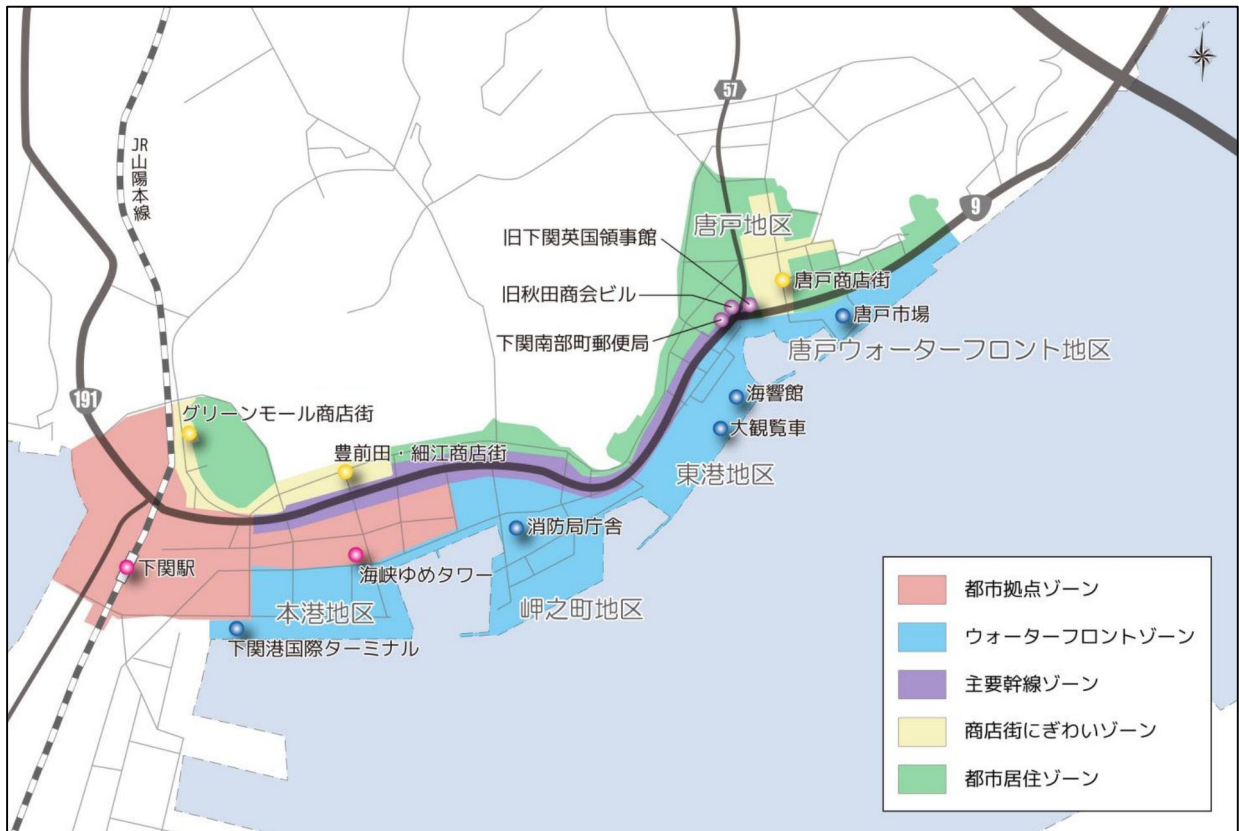 N
57
JR山陽本線
9
唐戸地区
旧下関英国領事館
唐戸商店街
旧秋田商会ビル
唐戸市場
下関南部町郵便局
唐戸ウォーターフロント地区
191
海響館
グリーンモール商店街
大観覧車
豊前田・細江商店街
東港地区
消防局庁舎
下関駅
海峡ゆめタワー
岬之町地区
本港地区
下関港国際ターミナル
都市拠点ゾーン
ウォーターフロントゾーン
主要幹線ゾーン
商店街にぎわいゾーン
都市居住ゾーン